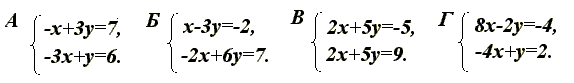 А -x+3y=7, -3x+y=6. Б x-3y=-2, -2x+6y=7. В 2x+5y=-5, 2x+5y=9. Г 8x-2y=-4, -4x+y=2.